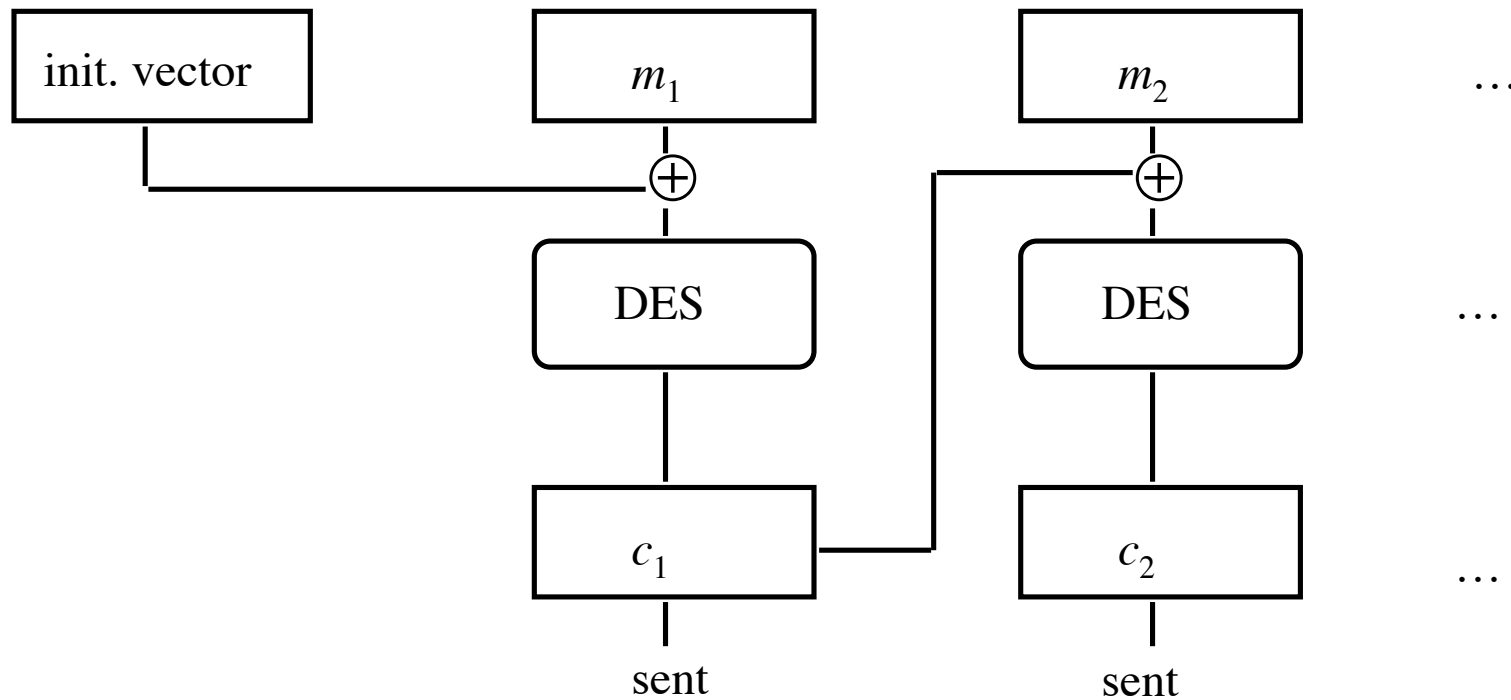 init. vector m₁ m₂ …
⊕ ⊕
DES DES …
c₁ c₂ …
sent sent